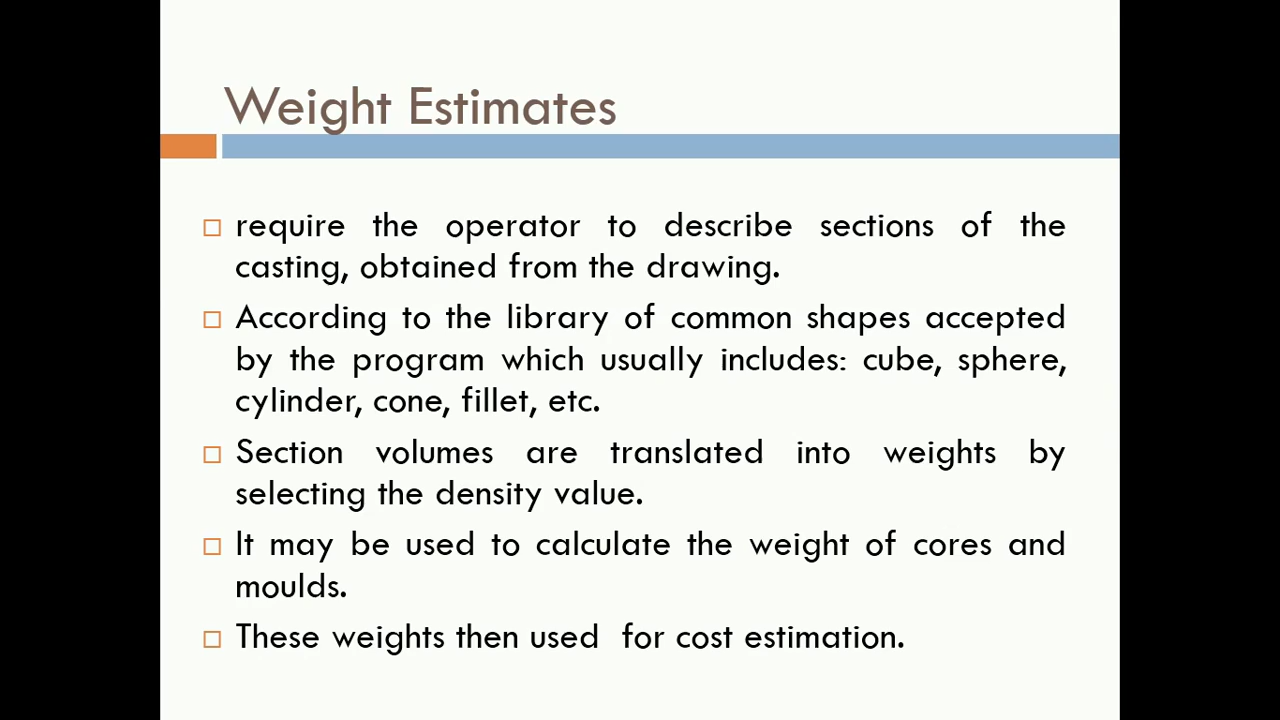 Weight Estimates
require the operator to describe sections of the
casting, obtained from the drawing.
According to the library of common shapes accepted
by the program which usually includes: cube, sphere,
cylinder, cone, fillet, etc.
Section volumes are translated into weights by
selecting the density value.
It may be used to calculate the weight of cores and
moulds.
These weights then used  for cost estimation.